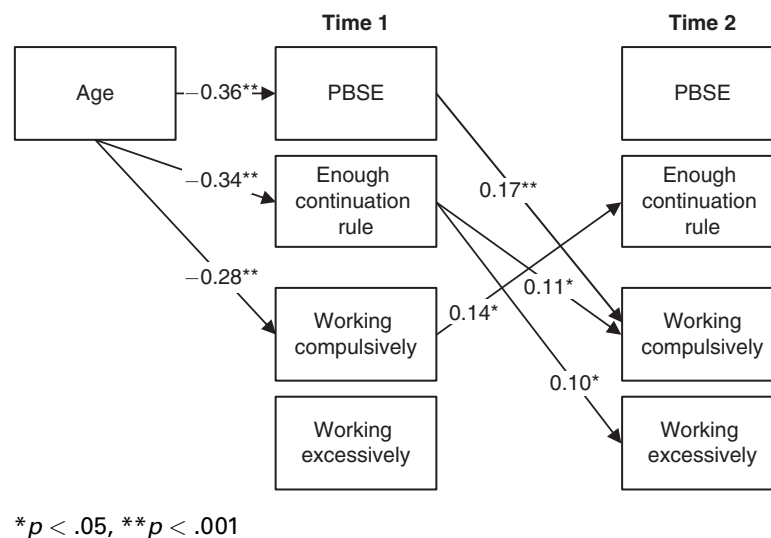 Time 1
Time 2
Age
−0.36**
PBSE
PBSE
−0.34**
Enough
continuation
rule
0.17**
Enough
continuation
rule
−0.28**
Working
compulsively
0.14*
0.11*
Working
compulsively
0.10*
Working
excessively
Working
excessively
*p < .05, **p < .001